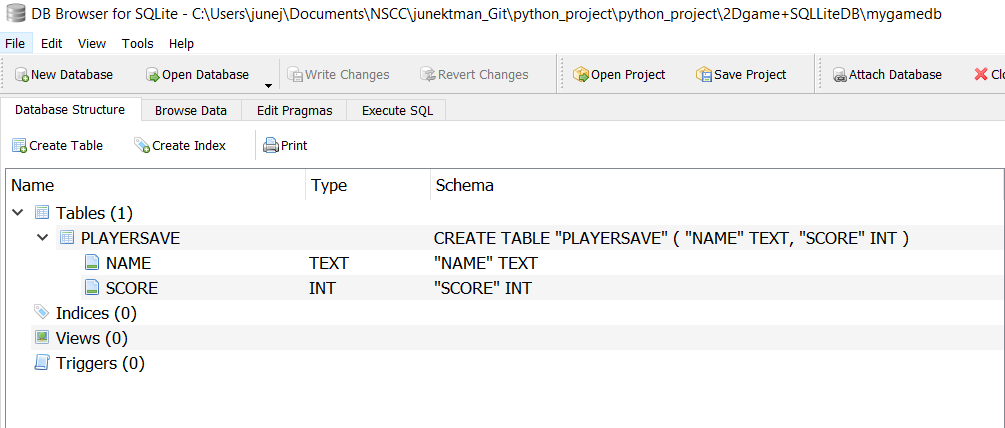 DB Browser for SQLite - C:\Users\junej\Documents\NSCC\junektman_Git\python_project\python_project\2Dgame+SQLLiteDB\mygamedb
File Edit View Tools Help
New Database Open Database Write Changes Revert Changes Open Project Save Project Attach Database Clo
Database Structure Browse Data Edit Pragmas Execute SQL
Create Table Create Index Print
Name Type Schema
Tables (1)
PLAYERSAVE CREATE TABLE "PLAYERSAVE" ( "NAME" TEXT, "SCORE" INT )
NAME TEXT "NAME" TEXT
SCORE INT "SCORE" INT
Indices (0)
Views (0)
Triggers (0)